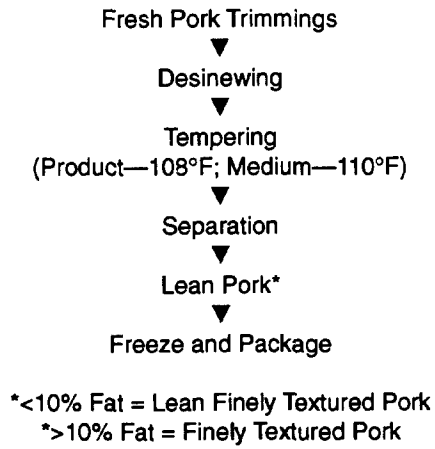 Fresh Pork Trimmings
Desinewing
Tempering
(Product—108°F; Medium—110°F)
Separation
Lean Pork*
Freeze and Package
*<10% Fat = Lean Finely Textured Pork
*>10% Fat = Finely Textured Pork